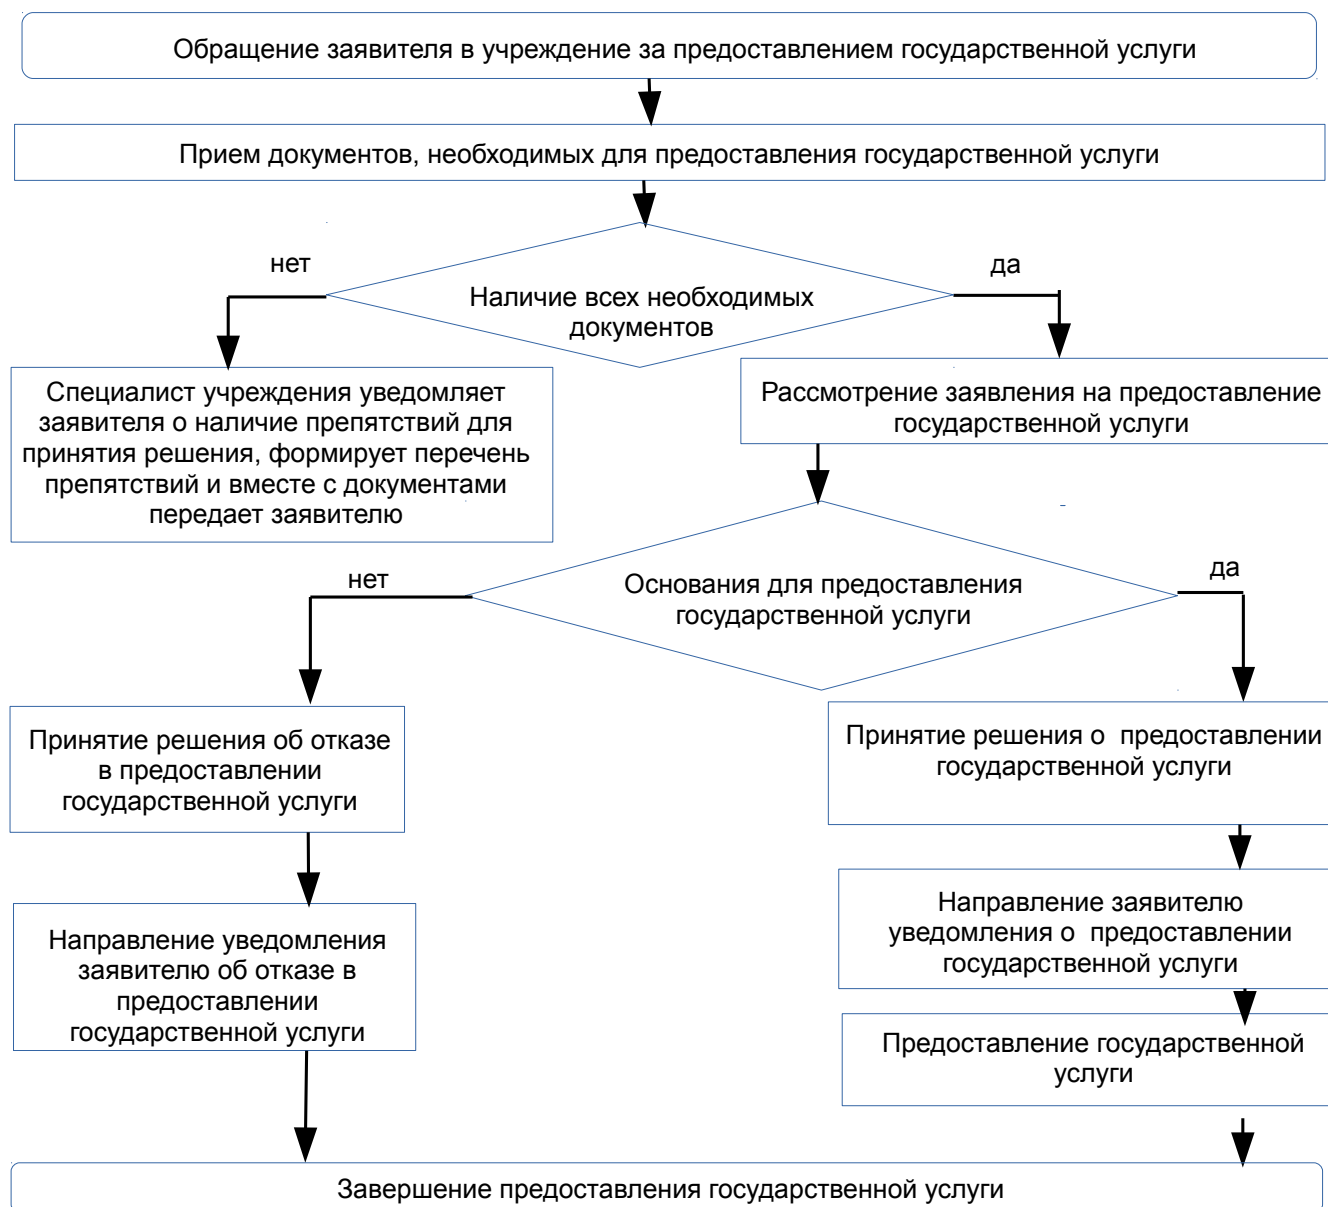 Обращение заявителя в учреждение за предоставлением государственной услуги
Прием документов, необходимых для предоставления государственной услуги
нет
да
Наличие всех необходимых
документов
Специалист учреждения уведомляет
заявителя о наличие препятствий для
принятия решения, формирует перечень
препятствий и вместе с документами
передает заявителю
Рассмотрение заявления на предоставление
государственной услуги
нет
да
Основания для предоставления
государственной услуги
Принятие решения об отказе
в предоставлении
государственной услуги
Принятие решения о  предоставлении
государственной услуги
Направление уведомления
заявителю об отказе в
предоставлении
государственной услуги
Направление заявителю
уведомления о  предоставлении
государственной услуги
Предоставление государственной
услуги
Завершение предоставления государственной услуги